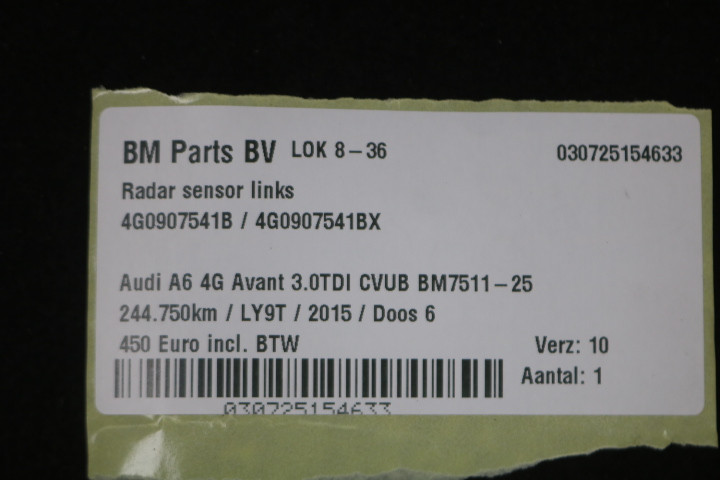 BM Parts BV LOK 8-36 030725154633
Radar sensor links
4G0907541B / 4G0907541BX
Audi A6 4G Avant 3.0TDI CVUB BM7511-25
244.750km / LY9T / 2015 / Doos 6
450 Euro incl. BTW Verz: 10
Aantal: 1
030725154633